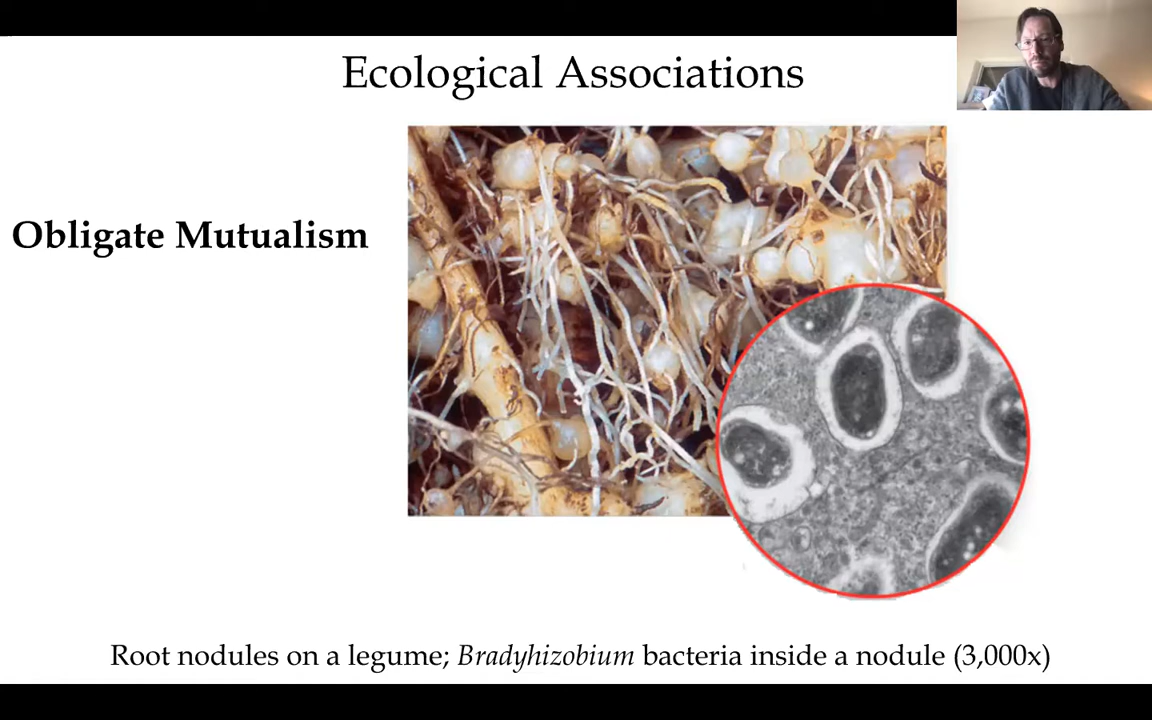 Ecological Associations
Obligate Mutualism
Root nodules on a legume; Bradyhizobium bacteria inside a nodule (3,000x)